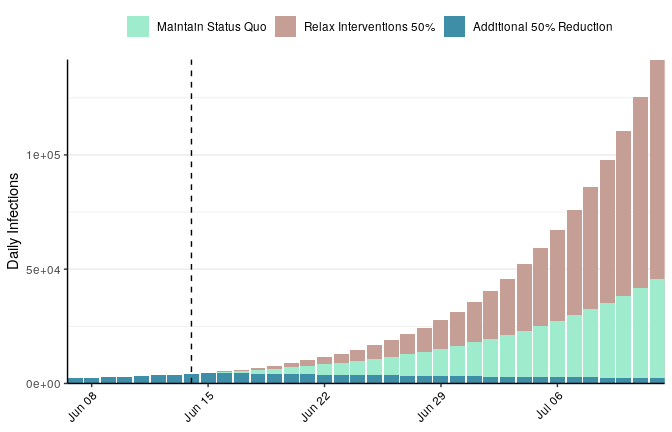 Maintain Status Quo Relax Interventions 50% Additional 50% Reduction
Daily Infections
1e+05
5e+04
0e+00
Jun 08 Jun 15 Jun 22 Jun 29 Jul 06